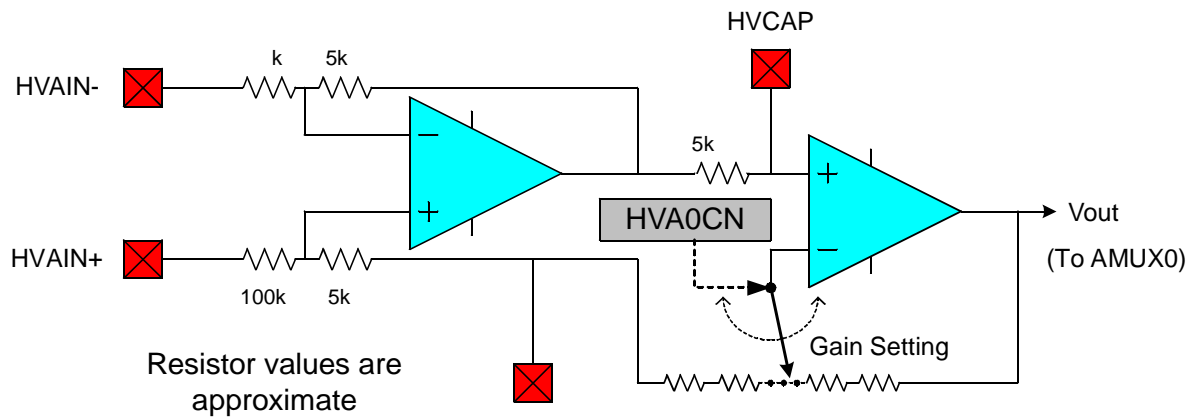 HVCAP
k 5k
HVAIN-
5k
HVA0CN
Vout
(To AMUX0)
HVAIN+
100k 5k
Gain Setting
Resistor values are
approximate